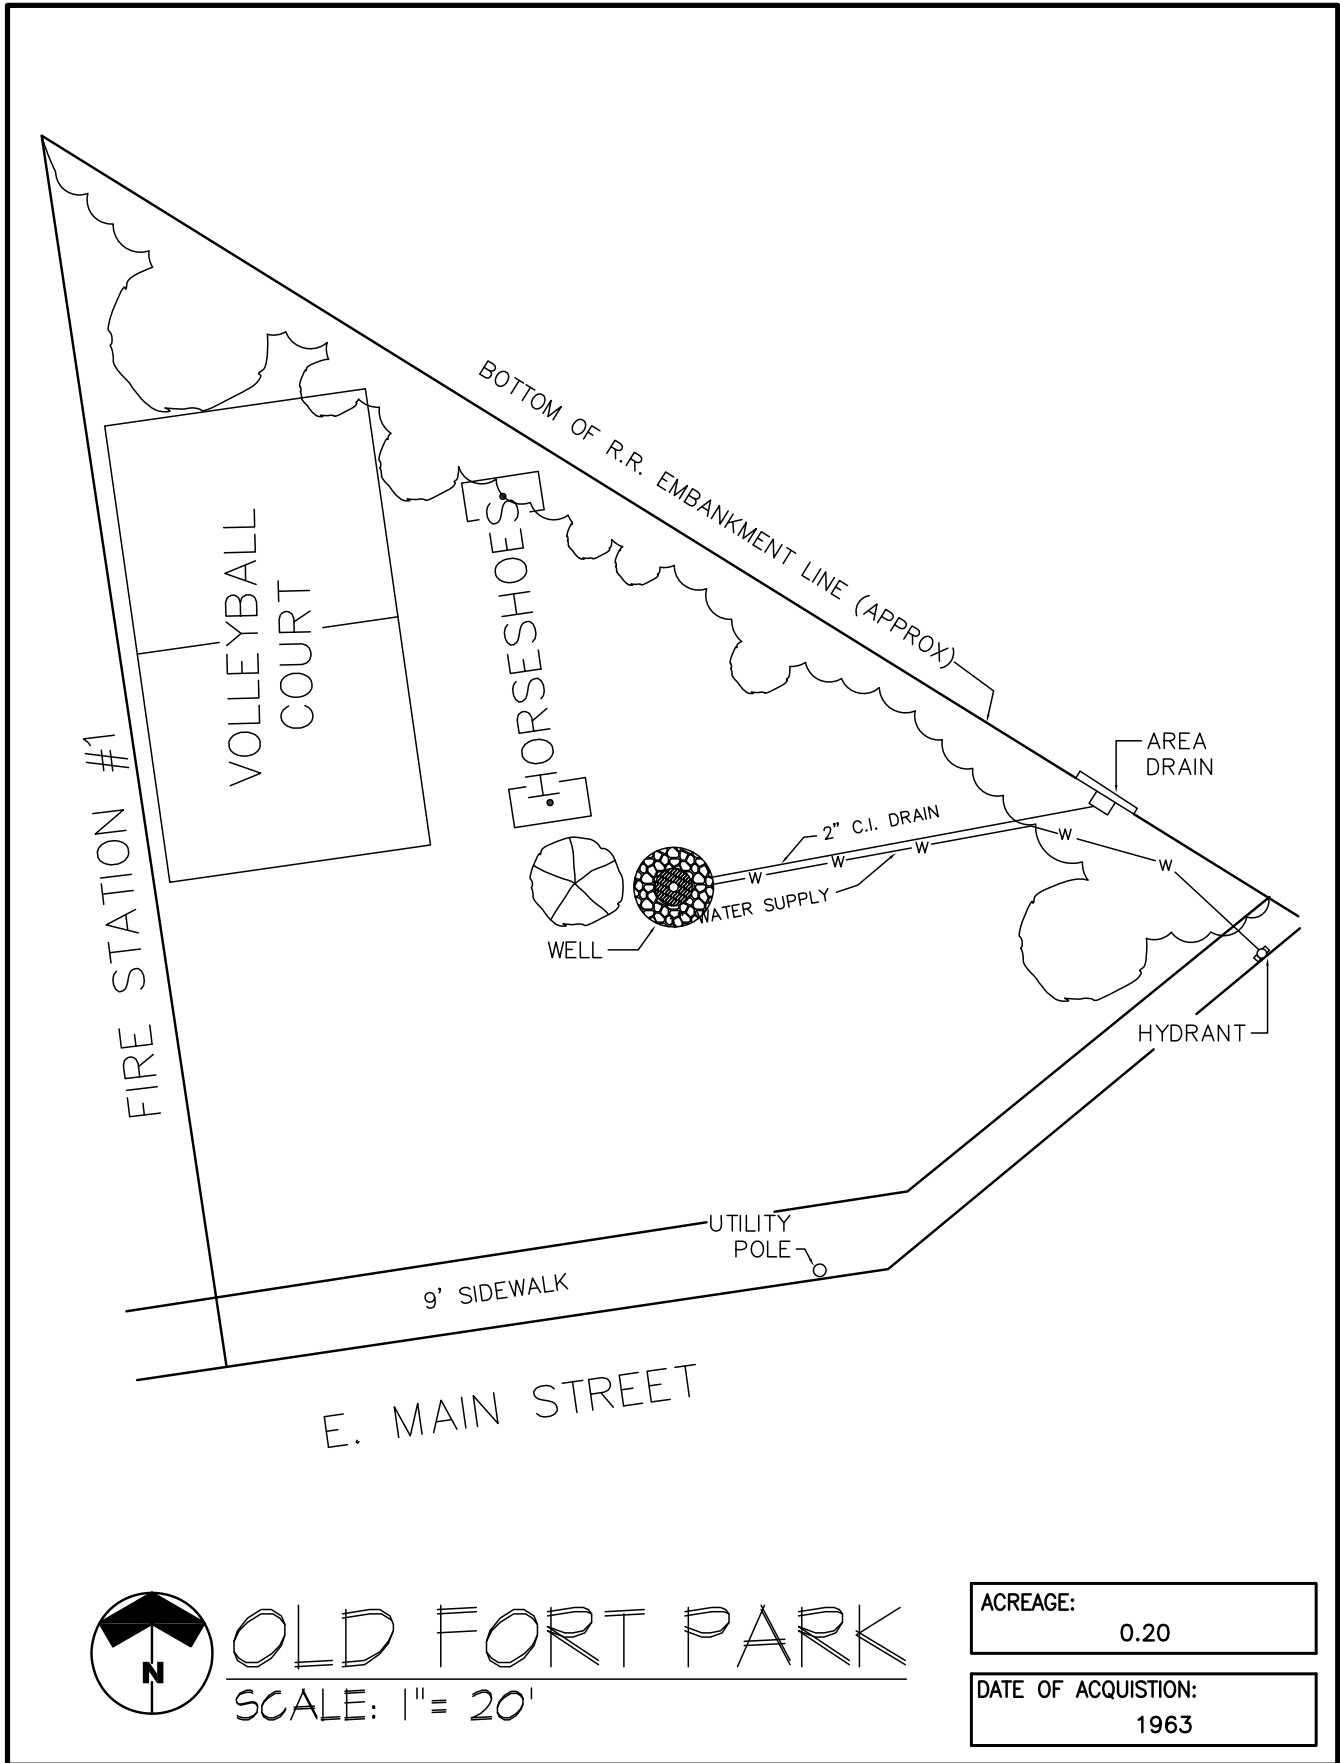 BOTTOM OF R.R. EMBANKMENT LINE (APPROX)
VOLLEYBALL
COURT
HORSESHOES
FIRE STATION #1
AREA
DRAIN
2" C.I. DRAIN
W
W
W
W
W
WATER SUPPLY
WELL
HYDRANT
UTILITY
POLE
9' SIDEWALK
E. MAIN STREET
N
OLD FORT PARK
SCALE: 1"= 20'
ACREAGE:
0.20
DATE OF ACQUISTION:
1963